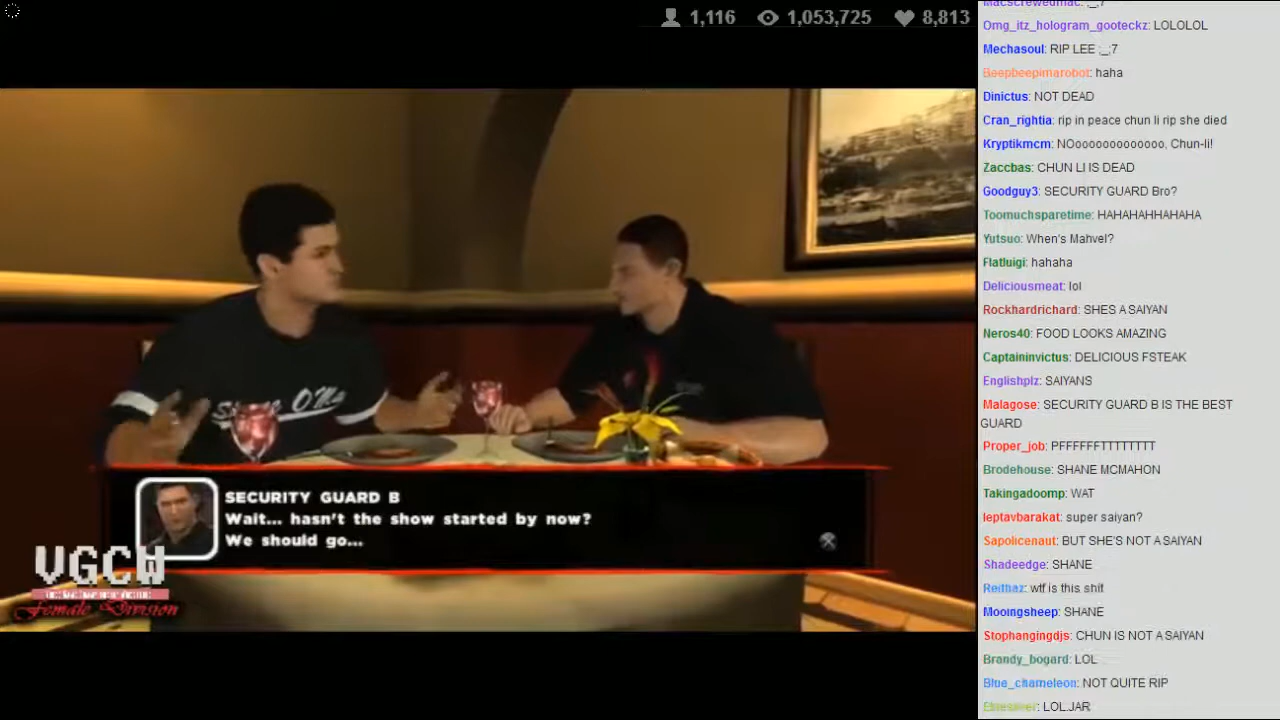 1,116 1,053,725 8,813
Omg_itz_hologram_gooteckz: LOLOLOL
Mechasoul: RIP LEE ;_;7
Beepbeepimarobot: haha
Dinictus: NOT DEAD
Cran_rightia: rip in peace chun li rip she died
Kryptikmcm: NOooooooooooooo, Chun-li!
Zaccbas: CHUN LI IS DEAD
Goodguy3: SECURITY GUARD Bro?
Toomuchsparetime: HAHAHAHHAHAHA
Yutsuo: When's Mahvel?
Flatluigi: hahaha
Deliciousmeat: lol
Rockhardrichard: SHES A SAIYAN
Neros40: FOOD LOOKS AMAZING
Captaininvictus: DELICIOUS FSTEAK
Englishplz: SAIYANS
Malagose: SECURITY GUARD B IS THE BEST
GUARD
Proper_job: PFFFFFFTTTTTTTTT
Brodehouse: SHANE MCMAHON
Takingadoomp: WAT
leptavbarakat: super saiyan?
Sapolicenaut: BUT SHE'S NOT A SAIYAN
Shadeedge: SHANE
Reithaz: wtf is this shit
Mooingsheep: SHANE
Stophangingdjs: CHUN IS NOT A SAIYAN
Brandy_bogard: LOL
Blue_chameleon: NOT QUITE RIP
LOL JAR
SECURITY GUARD B
Wait... hasn't the show started by now?
We should go...
VGCW
Female Division